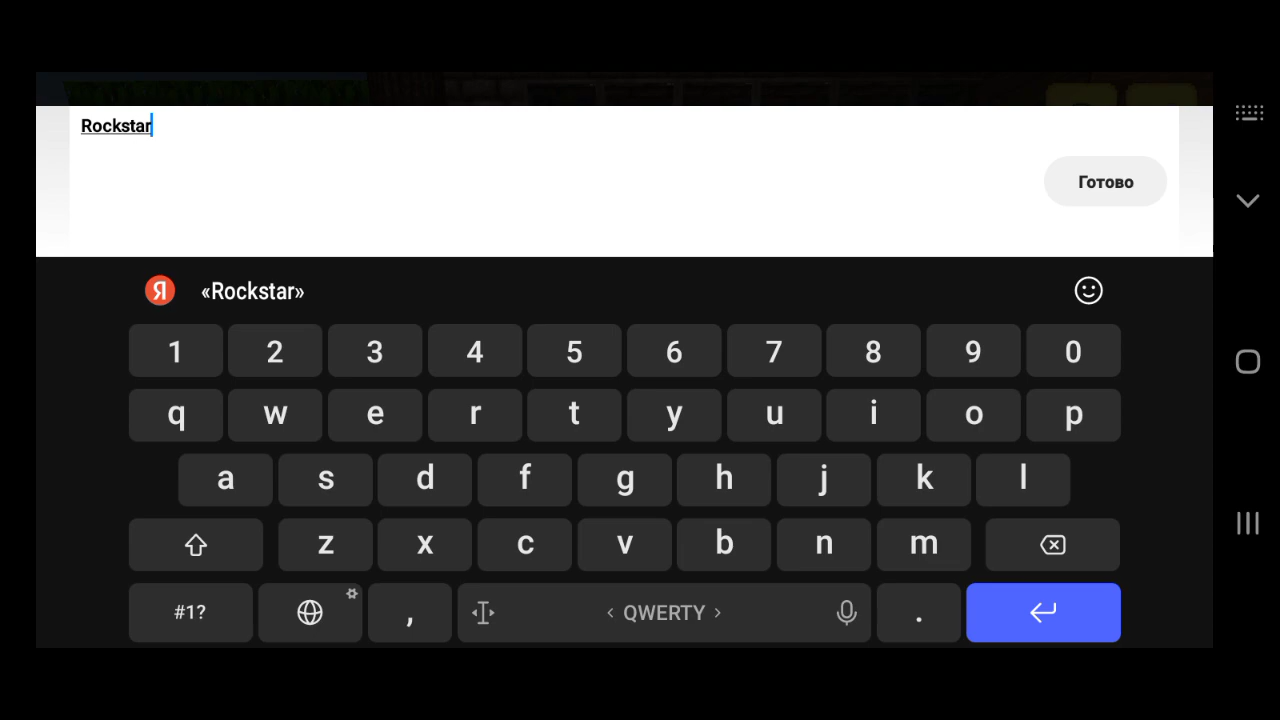 Rockstar
Готово
Я «Rockstar»
1 2 3 4 5 6 7 8 9 0
q w e r t y u i o p
a s d f g h j k l
z x c v b n m
#1? , QWERTY .